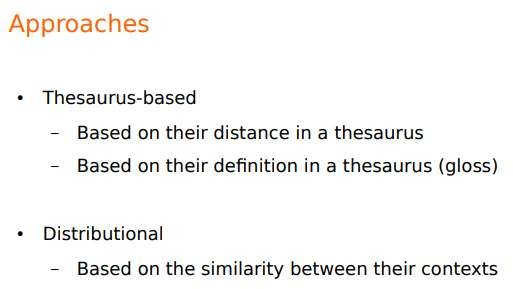 Approaches
• Thesaurus-based
– Based on their distance in a thesaurus
– Based on their definition in a thesaurus (gloss)
• Distributional
– Based on the similarity between their contexts